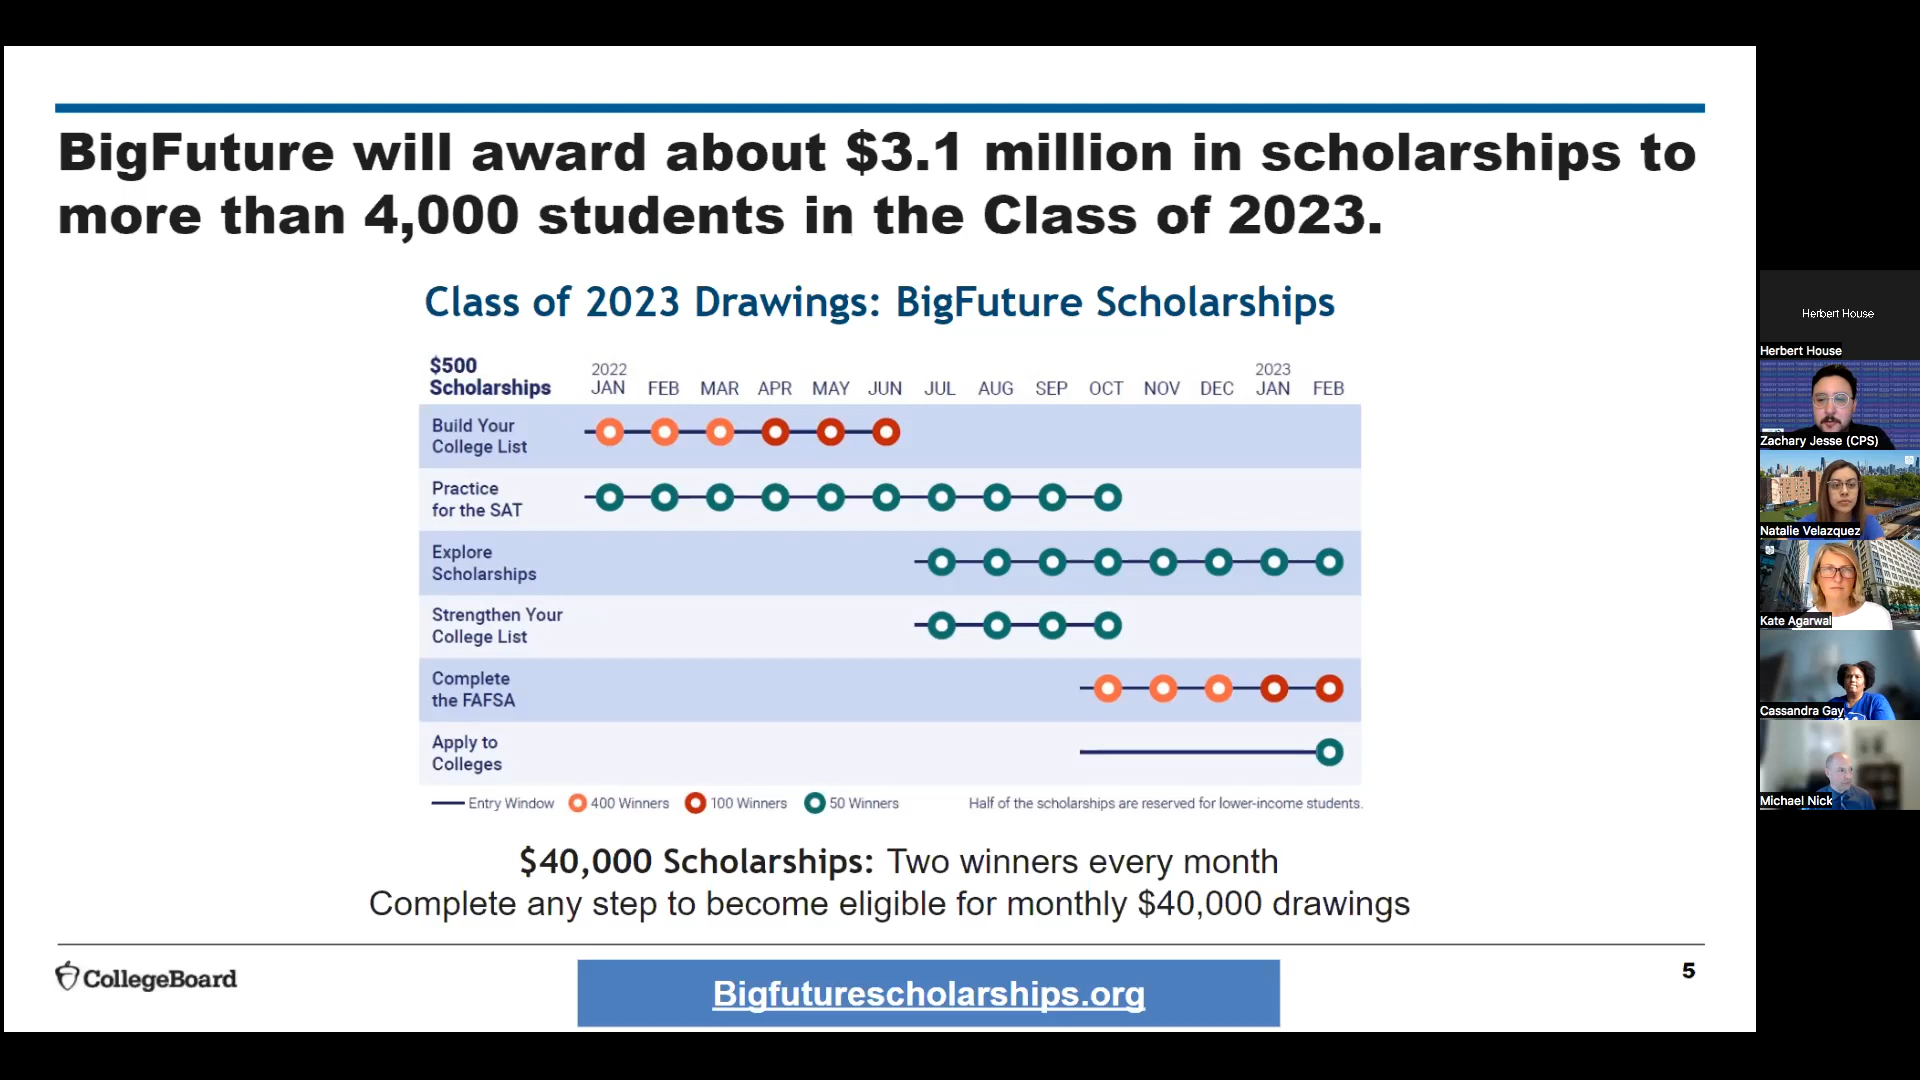 BigFuture will award about $3.1 million in scholarships to
more than 4,000 students in the Class of 2023.
Class of 2023 Drawings: BigFuture Scholarships
$500
Scholarships
2022
JAN FEB MAR APR MAY JUN JUL AUG SEP OCT NOV DEC
2023
JAN FEB
Build Your
College List
Practice
for the SAT
Explore
Scholarships
Strengthen Your
College List
Complete
the FAFSA
Apply to
Colleges
Entry Window 400 Winners 100 Winners 50 Winners Half of the scholarships are reserved for lower-income students.
$40,000 Scholarships: Two winners every month
Complete any step to become eligible for monthly $40,000 drawings
CollegeBoard
Bigfuturescholarships.org
5
Herbert House
Herbert House
Zachary Jesse (CPS)
Natalie Velazquez
Kate Agarwal
Cassandra Gay
Michael Nick